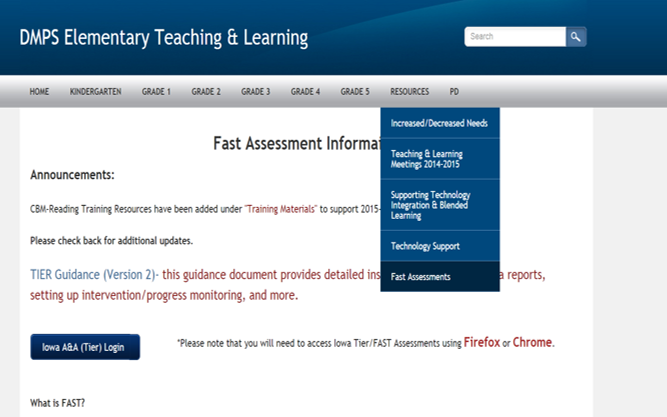 DMPS Elementary Teaching & Learning
Search
HOME KINDERGARTEN GRADE 1 GRADE 2 GRADE 3 GRADE 4 GRADE 5 RESOURCES PD
Increased/Decreased Needs
Teaching & Learning
Meetings 2014-2015
Supporting Technology
Integration & Blended
Learning
Technology Support
Fast Assessments
Fast Assessment
Announcements:
CBM-Reading Training Resources have been added under "Training Materials" to support 2015-
Please check back for additional updates.
TIER Guidance (Version 2)- this guidance document provides detailed reports,
setting up intervention/progress monitoring, and more.
Iowa A&A (Tier) Login
*Please note that you will need to access Iowa Tier/FAST Assessments using Firefox or Chrome.
What is FAST?